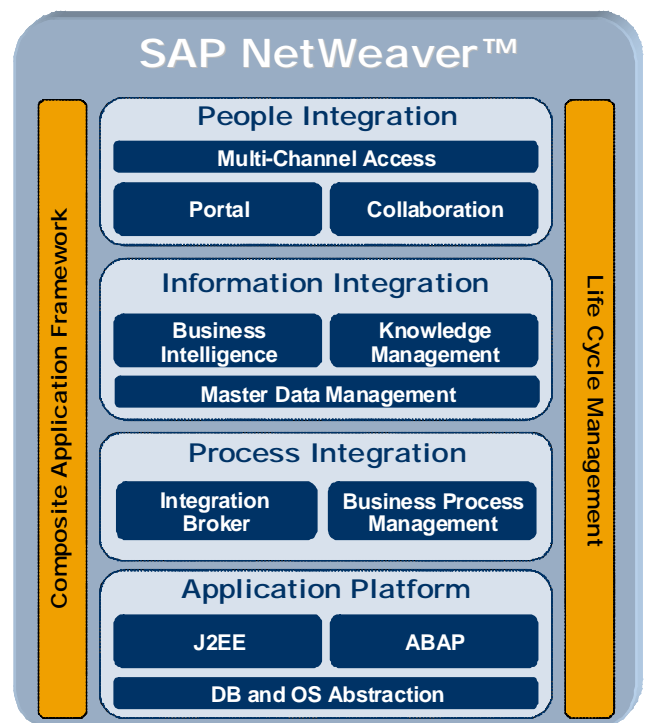 SAP NetWeaver™
Composite Application Framework
People Integration
Multi-Channel Access
Portal
Collaboration
Information Integration
Business
Intelligence
Knowledge
Management
Master Data Management
Process Integration
Integration
Broker
Business Process
Management
Application Platform
J2EE
ABAP
DB and OS Abstraction
Life Cycle Management